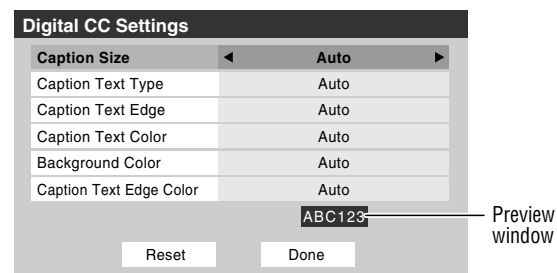 Digital CC Settings
Caption Size ◀ Auto ▶
Caption Text Type Auto
Caption Text Edge Auto
Caption Text Color Auto
Background Color Auto
Caption Text Edge Color Auto
ABC123
Preview
window
Reset Done